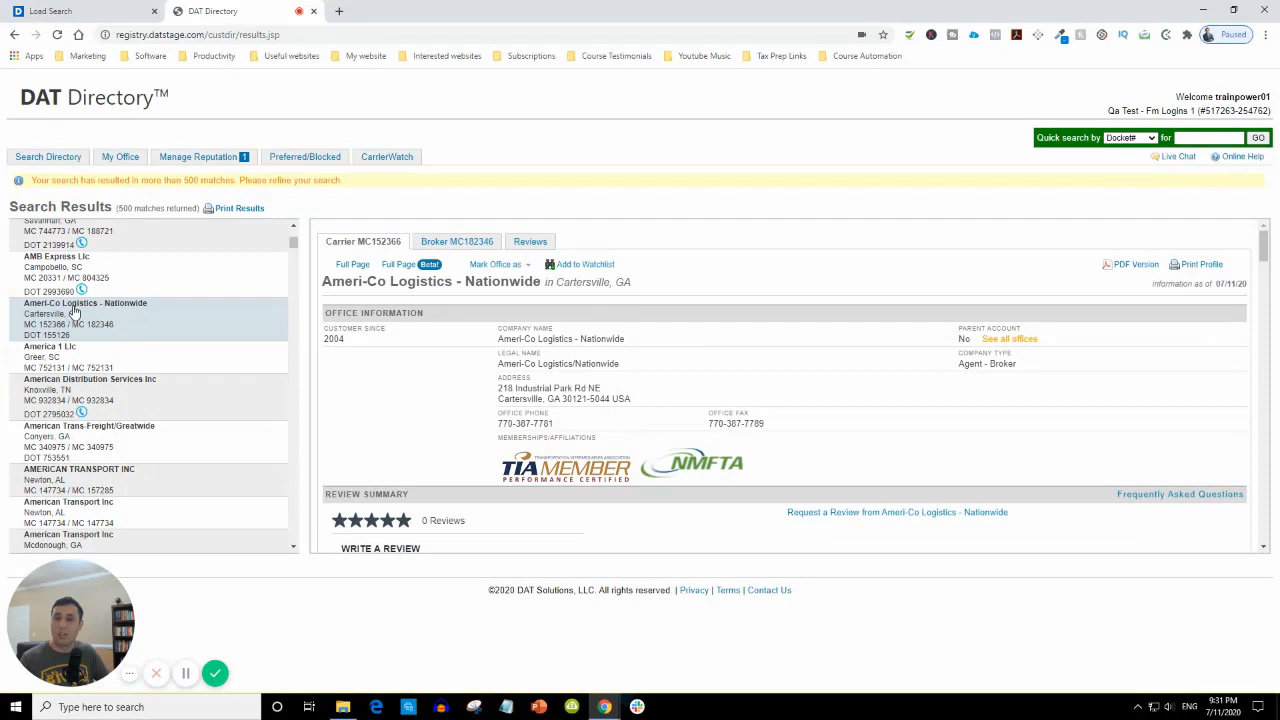 Load Search
DAT Directory
registry.datstage.com/custdir/results.jsp
Paused
Apps
Marketing
Software
Productivity
Useful websites
My website
Interested websites
Subscriptions
Course Testimonials
Youtube Music
Tax Prep Links
Course Automation
DAT Directory™
Welcome trainpower01
Qa Test - Fm Logins 1 (#517263-254762)
Quick search by Docket# for GO
Search Directory
My Office
Manage Reputation 1
Preferred/Blocked
CarrierWatch
Live Chat
Online Help
Your search has resulted in more than 500 matches. Please refine your search.
Search Results (500 matches returned) Print Results
Savannah, GA
MC 744773 / MC 188721
DOT 2139914
AMB Express Llc
Campobello, SC
MC 20331 / MC 804325
DOT 2993690
Ameri-Co Logistics - Nationwide
Cartersville,
MC 152366 / MC 182346
DOT 155126
America 1 Llc
Greer, SC
MC 752131 / MC 752131
American Distribution Services Inc
Knoxville, TN
MC 932834 / MC 932834
DOT 2795032
American Trans-Freight/Greatwide
Conyers, GA
MC 340975 / MC 340975
DOT 753551
AMERICAN TRANSPORT INC
Newton, AL
MC 147734 / MC 157285
American Transport Inc
Newton, AL
MC 147734 / MC 147734
American Transport Inc
Mcdonough, GA
Carrier MC152366
Broker MC182346
Reviews
Full Page
Full Page Beta!
Mark Office as
Add to Watchlist
PDF Version
Print Profile
Ameri-Co Logistics - Nationwide in Cartersville, GA
information as of 07/11/20
OFFICE INFORMATION
CUSTOMER SINCE
2004
COMPANY NAME
Ameri-Co Logistics - Nationwide
PARENT ACCOUNT
No See all offices
LEGAL NAME
Ameri-Co Logistics/Nationwide
COMPANY TYPE
Agent - Broker
ADDRESS
218 Industrial Park Rd NE
Cartersville, GA 30121-5044 USA
OFFICE PHONE
770-387-7781
OFFICE FAX
770-387-7789
MEMBERSHIPS/AFFILIATIONS
TRANSPORTATION INTERMEDIARIES ASSOCIATION
TIA MEMBER
PERFORMANCE CERTIFIED
NMFTA
REVIEW SUMMARY
Frequently Asked Questions
0 Reviews
Request a Review from Ameri-Co Logistics - Nationwide
WRITE A REVIEW
©2020 DAT Solutions, LLC. All rights reserved. | Privacy | Terms | Contact Us
Type here to search
ENG
9:31 PM
7/11/2020